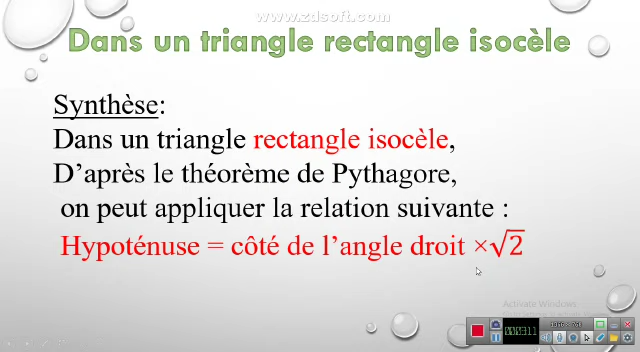 www.zdsoft.com
Dans un triangle rectangle isocèle
Synthèse:
Dans un triangle rectangle isocèle,
D’après le théorème de Pythagore,
on peut appliquer la relation suivante :
Hypoténuse = côté de l’angle droit ×√2
Activate Windows